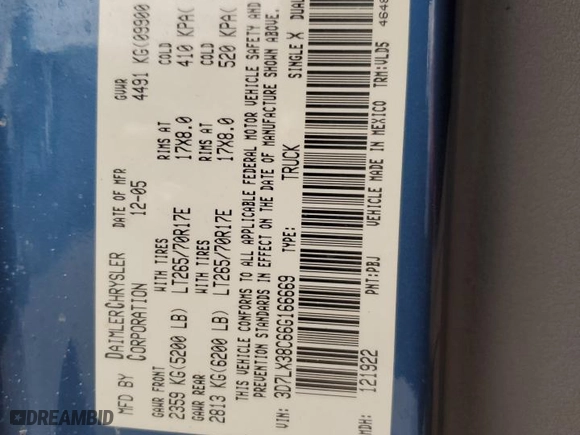 MFD BY DAIMLERCHRYSLER CORPORATION DATE OF MFR 12-05 GVWR 4491 KG(09900
GAWR FRONT WITH TIRES RIMS AT COLD
2359 KG(5200 LB) LT265/70R17E 17X8.0 410 KPA(
GAWR REAR WITH TIRES RIMS AT COLD
2813 KG(6200 LB) LT265/70R17E 17X8.0 520 KPA(
THIS VEHICLE CONFORMS TO ALL APPLICABLE FEDERAL MOTOR VEHICLE SAFETY AND
PREVENTION STANDARDS IN EFFECT ON THE DATE OF MANUFACTURE SHOWN ABOVE.
VIN: 3D7LX38C66G166669 TYPE: TRUCK SINGLE X DUAL
MDH: 121922 PNT:PBJ VEHICLE MADE IN MEXICO TRM:VLD5
4648
DREAMBID